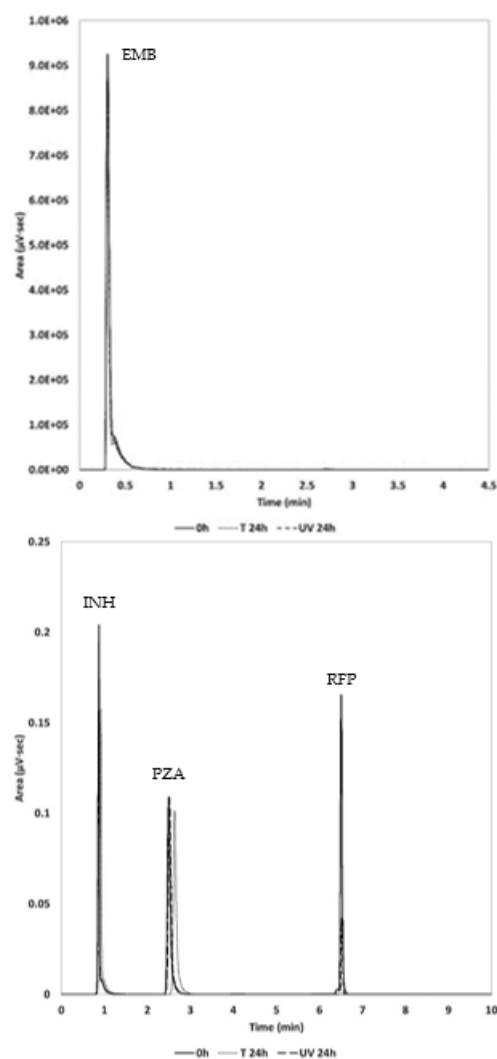 1.0E+06
9.0E+05
8.0E+05
7.0E+05
6.0E+05
5.0E+05
4.0E+05
3.0E+05
2.0E+05
1.0E+05
0.0E+00
Area (µV·sec)
EMB
0 0.5 1 1.5 2 2.5 3 3.5 4 4.5
Time (min)
0h T 24h UV 24h
0.25
0.2
0.15
0.1
0.05
0
Area (µV·sec)
INH
PZA
RFP
0 1 2 3 4 5 6 7 8 9 10
Time (min)
0h T 24h UV 24h